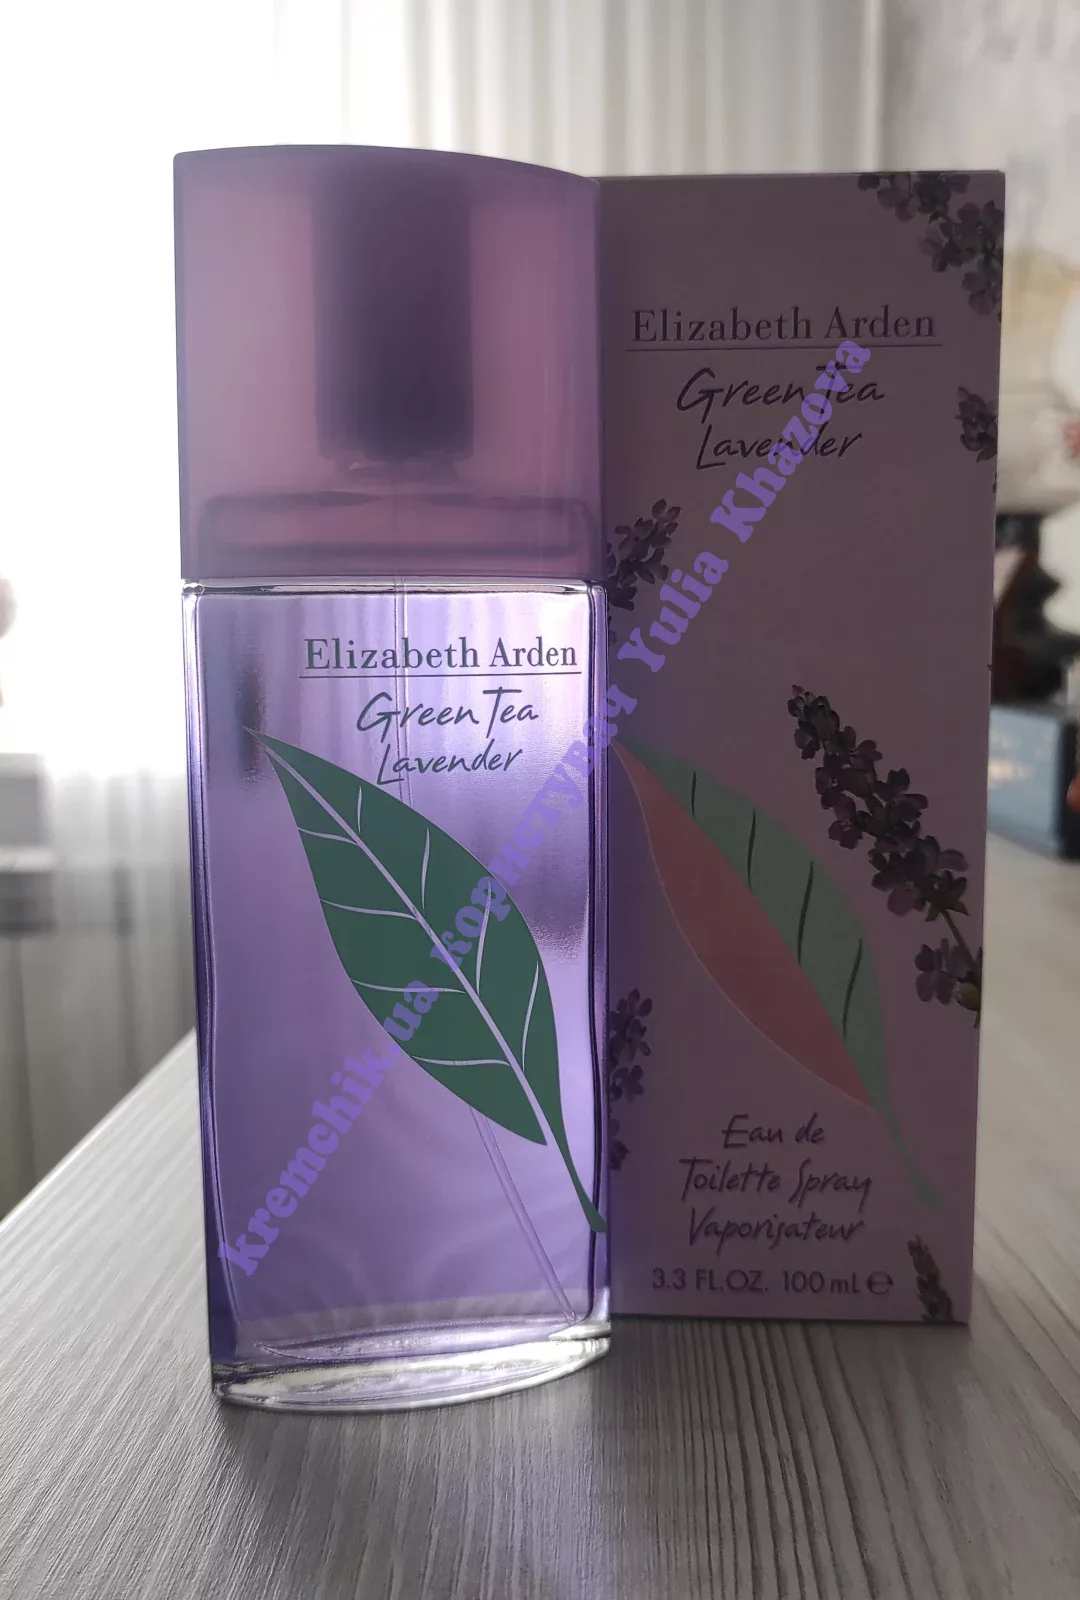 Elizabeth Arden
Green Tea
Lavender
Elizabeth Arden
Green Tea
Lavender
Eau de
Toilette Spray
Vaporisateur
3.3 FL.OZ. 100 mL ℮
kremchik.ua Користувач Yulia Khazova